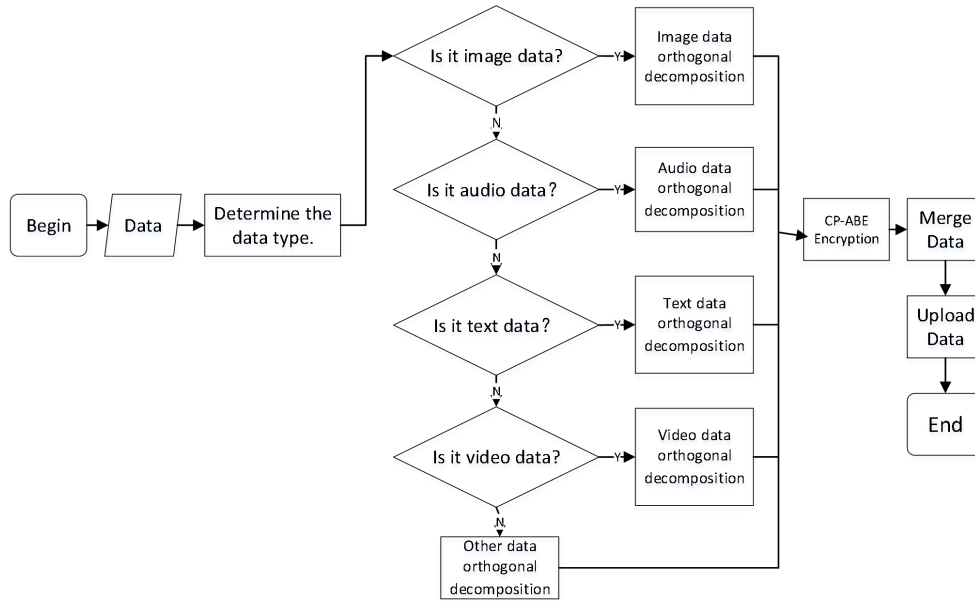 Begin
Data
Determine the
data type.
Is it image data?
Y
Image data
orthogonal
decomposition
N
Is it audio data?
Y
Audio data
orthogonal
decomposition
N
Is it text data?
Y
Text data
orthogonal
decomposition
N
Is it video data?
Y
Video data
orthogonal
decomposition
N
Other data
orthogonal
decomposition
CP-ABE
Encryption
Merge
Data
Upload
Data
End